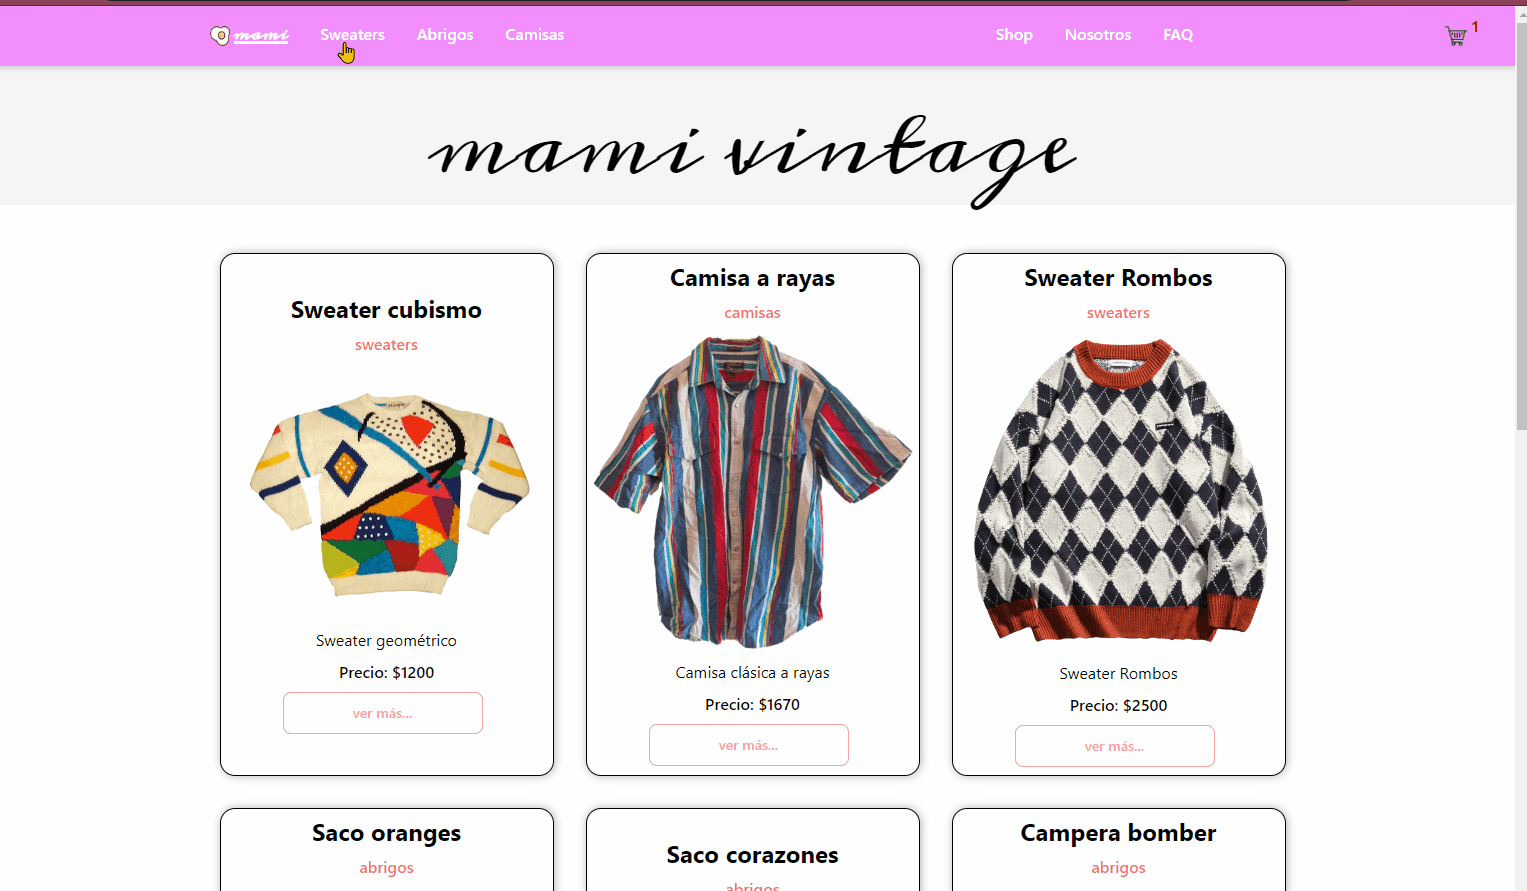 mami Sweaters Abrigos Camisas Shop Nosotros FAQ 1
mami vintage
Sweater cubismo
sweaters
Sweater geométrico
Precio: $1200
ver más...
Camisa a rayas
camisas
Camisa clásica a rayas
Precio: $1670
ver más...
Sweater Rombos
sweaters
Sweater Rombos
Precio: $2500
ver más...
Saco oranges
abrigos
Saco corazones
abrigos
Campera bomber
abrigos